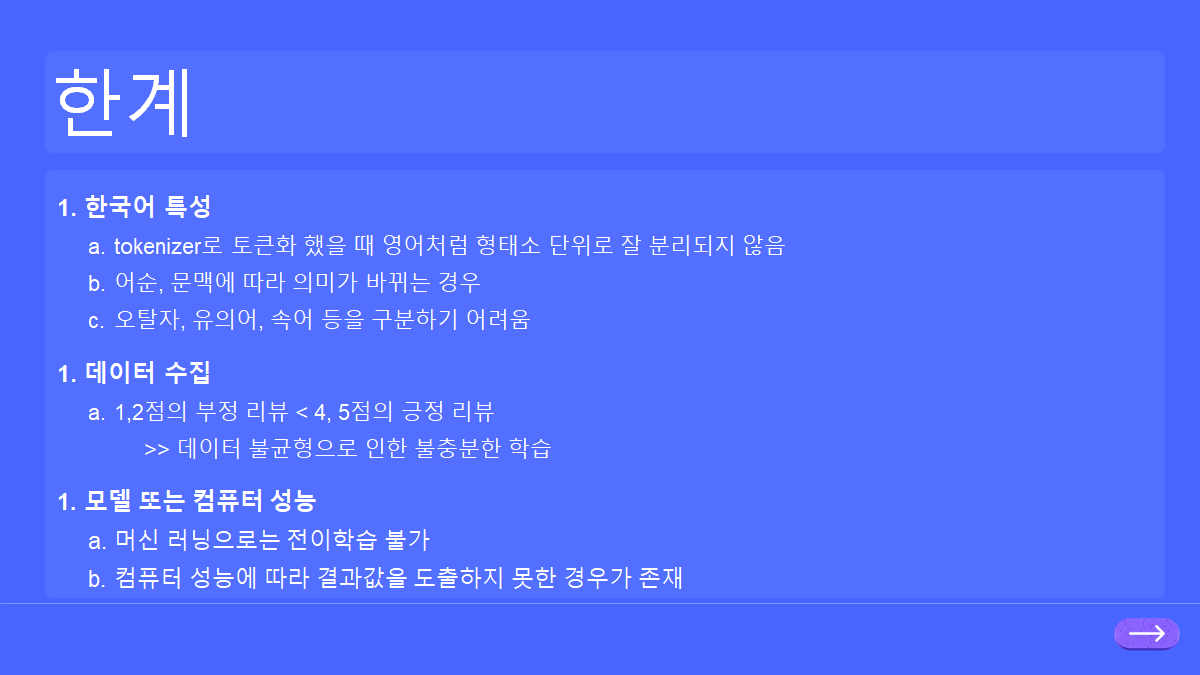 한계
1. 한국어 특성
a. tokenizer로 토큰화 했을 때 영어처럼 형태소 단위로 잘 분리되지 않음
b. 어순, 문맥에 따라 의미가 바뀌는 경우
c. 오탈자, 유의어, 속어 등을 구분하기 어려움
1. 데이터 수집
a. 1,2점의 부정 리뷰 < 4, 5점의 긍정 리뷰
>> 데이터 불균형으로 인한 불충분한 학습
1. 모델 또는 컴퓨터 성능
a. 머신 러닝으로는 전이학습 불가
b. 컴퓨터 성능에 따라 결과값을 도출하지 못한 경우가 존재